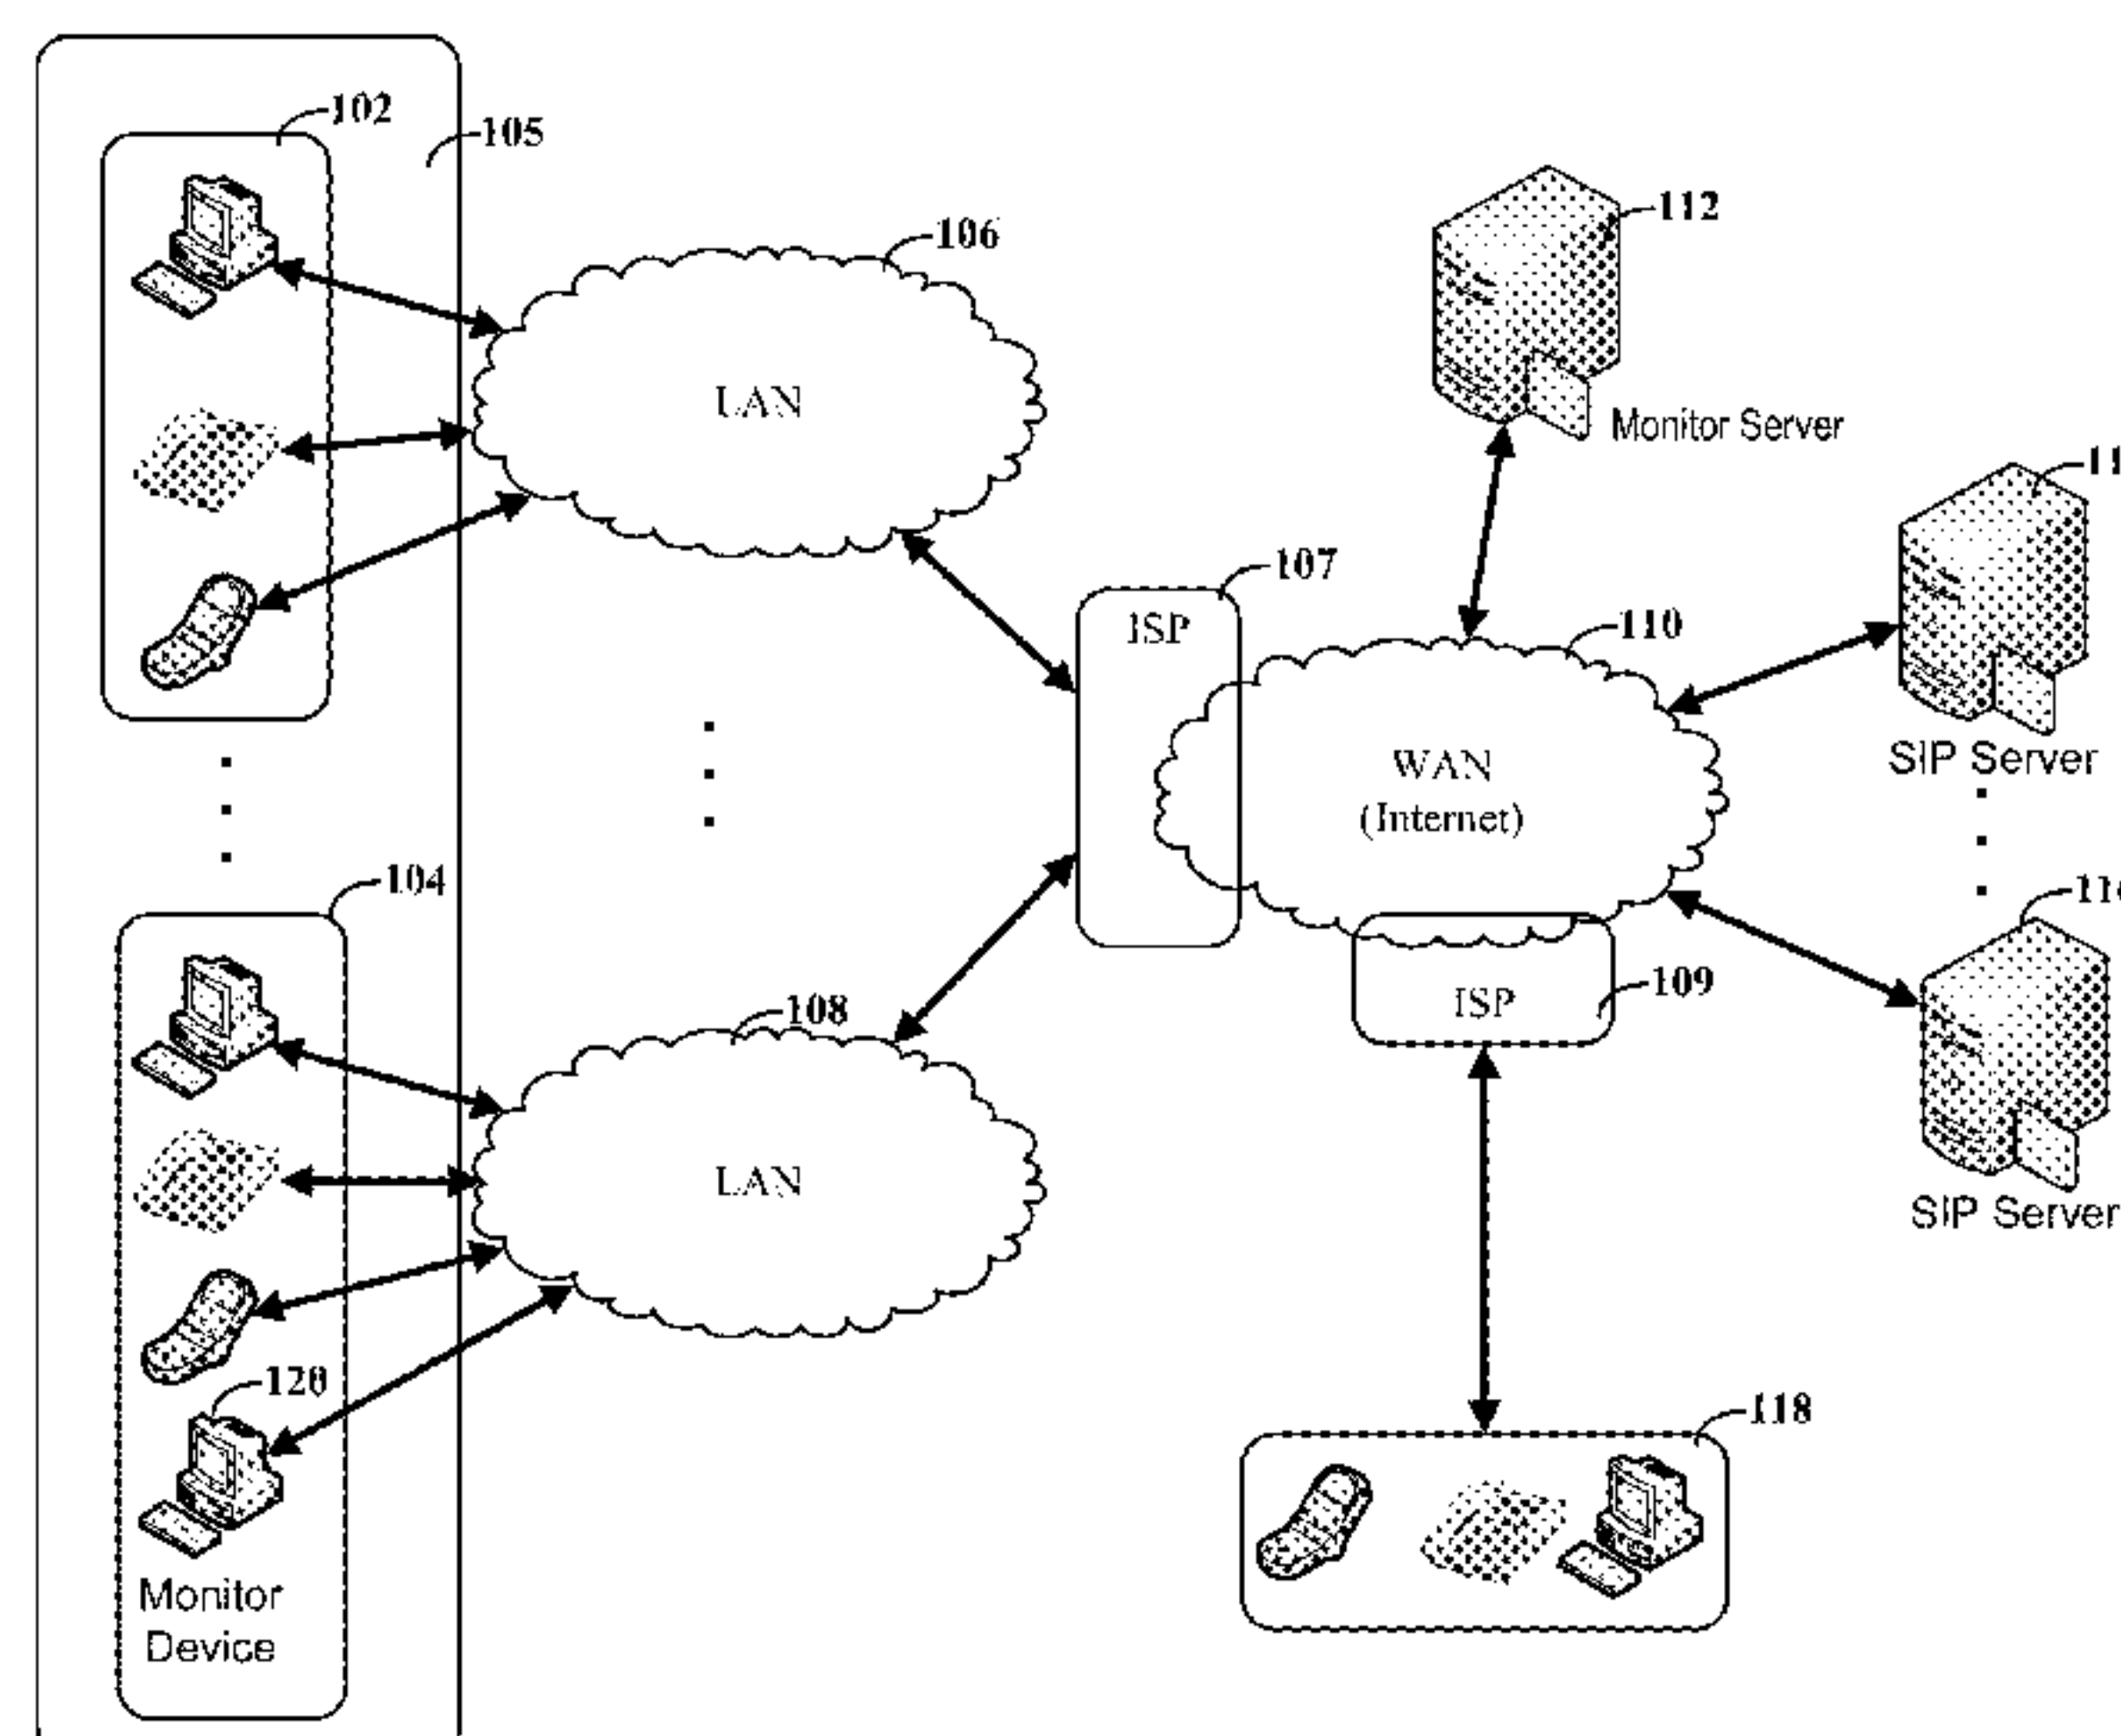 102
105
106
112
LAN
Monitor Server
107
ISP
110
WAN
(Internet)
SIP Server
104
109
ISP
108
LAN
SIP Server
120
118
Monitor
Device